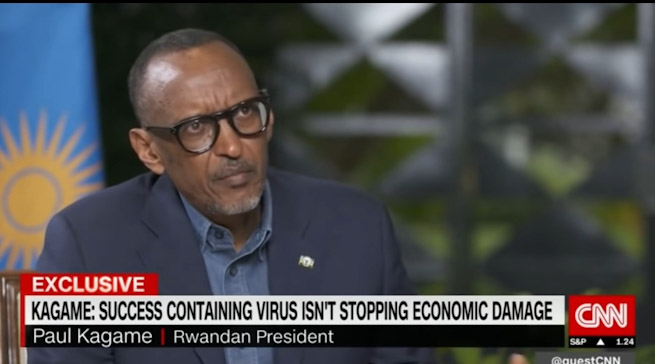 EXCLUSIVE
KAGAME: SUCCESS CONTAINING VIRUS ISN'T STOPPING ECONOMIC DAMAGE
CNN
Paul Kagame | Rwandan President
S&P ▲ 1.24
@questCNN